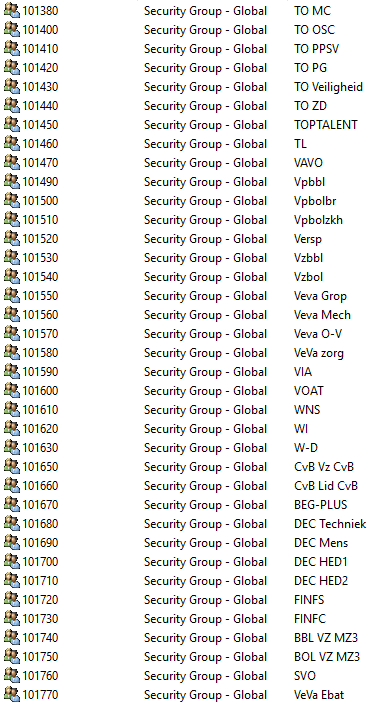 101380 Security Group - Global TO MC
101400 Security Group - Global TO OSC
101410 Security Group - Global TO PPSV
101420 Security Group - Global TO PG
101430 Security Group - Global TO Veiligheid
101440 Security Group - Global TO ZD
101450 Security Group - Global TOPTALENT
101460 Security Group - Global TL
101470 Security Group - Global VAVO
101490 Security Group - Global Vpbbl
101500 Security Group - Global Vpbolbr
101510 Security Group - Global Vpbolzkh
101520 Security Group - Global Versp
101530 Security Group - Global Vzbbl
101540 Security Group - Global Vzbol
101550 Security Group - Global Veva Grop
101560 Security Group - Global Veva Mech
101570 Security Group - Global Veva O-V
101580 Security Group - Global VeVa zorg
101590 Security Group - Global VIA
101600 Security Group - Global VOAT
101610 Security Group - Global WNS
101620 Security Group - Global WI
101630 Security Group - Global W-D
101650 Security Group - Global CvB Vz CvB
101660 Security Group - Global CvB Lid CvB
101670 Security Group - Global BEG-PLUS
101680 Security Group - Global DEC Techniek
101690 Security Group - Global DEC Mens
101700 Security Group - Global DEC HED1
101710 Security Group - Global DEC HED2
101720 Security Group - Global FINFS
101730 Security Group - Global FINFC
101740 Security Group - Global BBL VZ MZ3
101750 Security Group - Global BOL VZ MZ3
101760 Security Group - Global SVO
101770 Security Group - Global VeVa Ebat